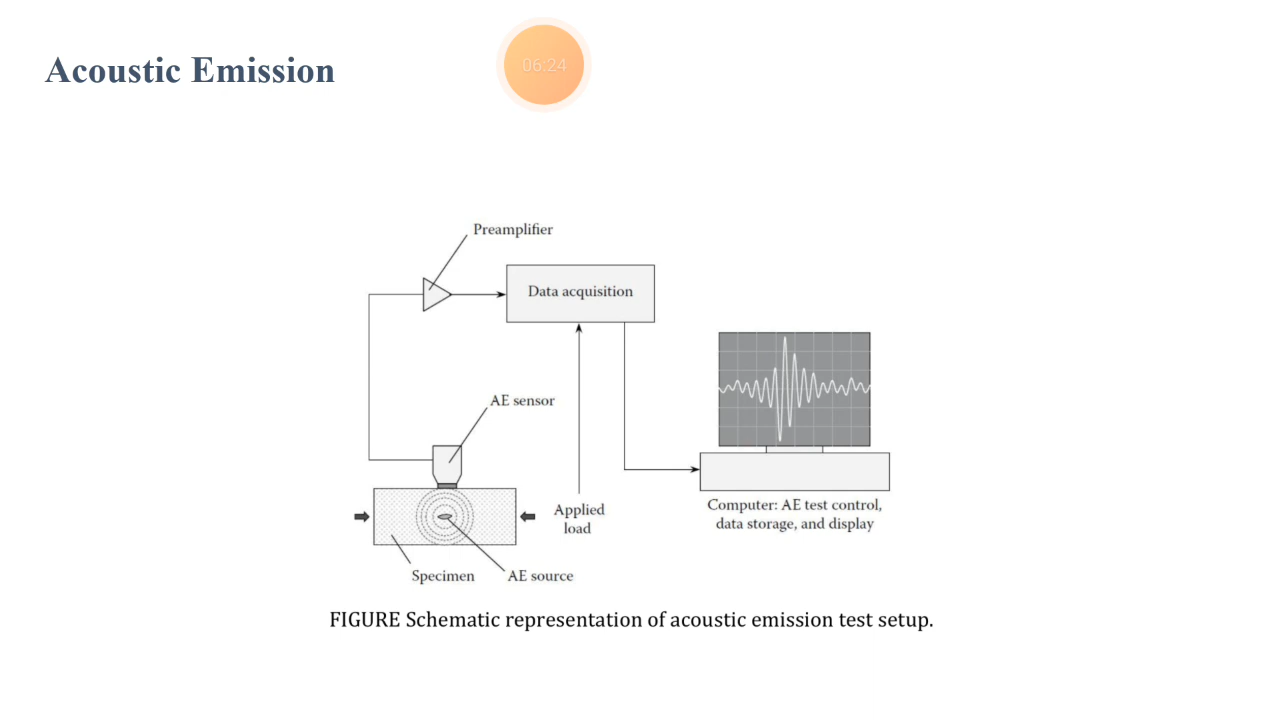 Acoustic Emission
06:24
Preamplifier
Data acquisition
AE sensor
Applied
load
Computer: AE test control,
data storage, and display
Specimen
AE source
FIGURE Schematic representation of acoustic emission test setup.